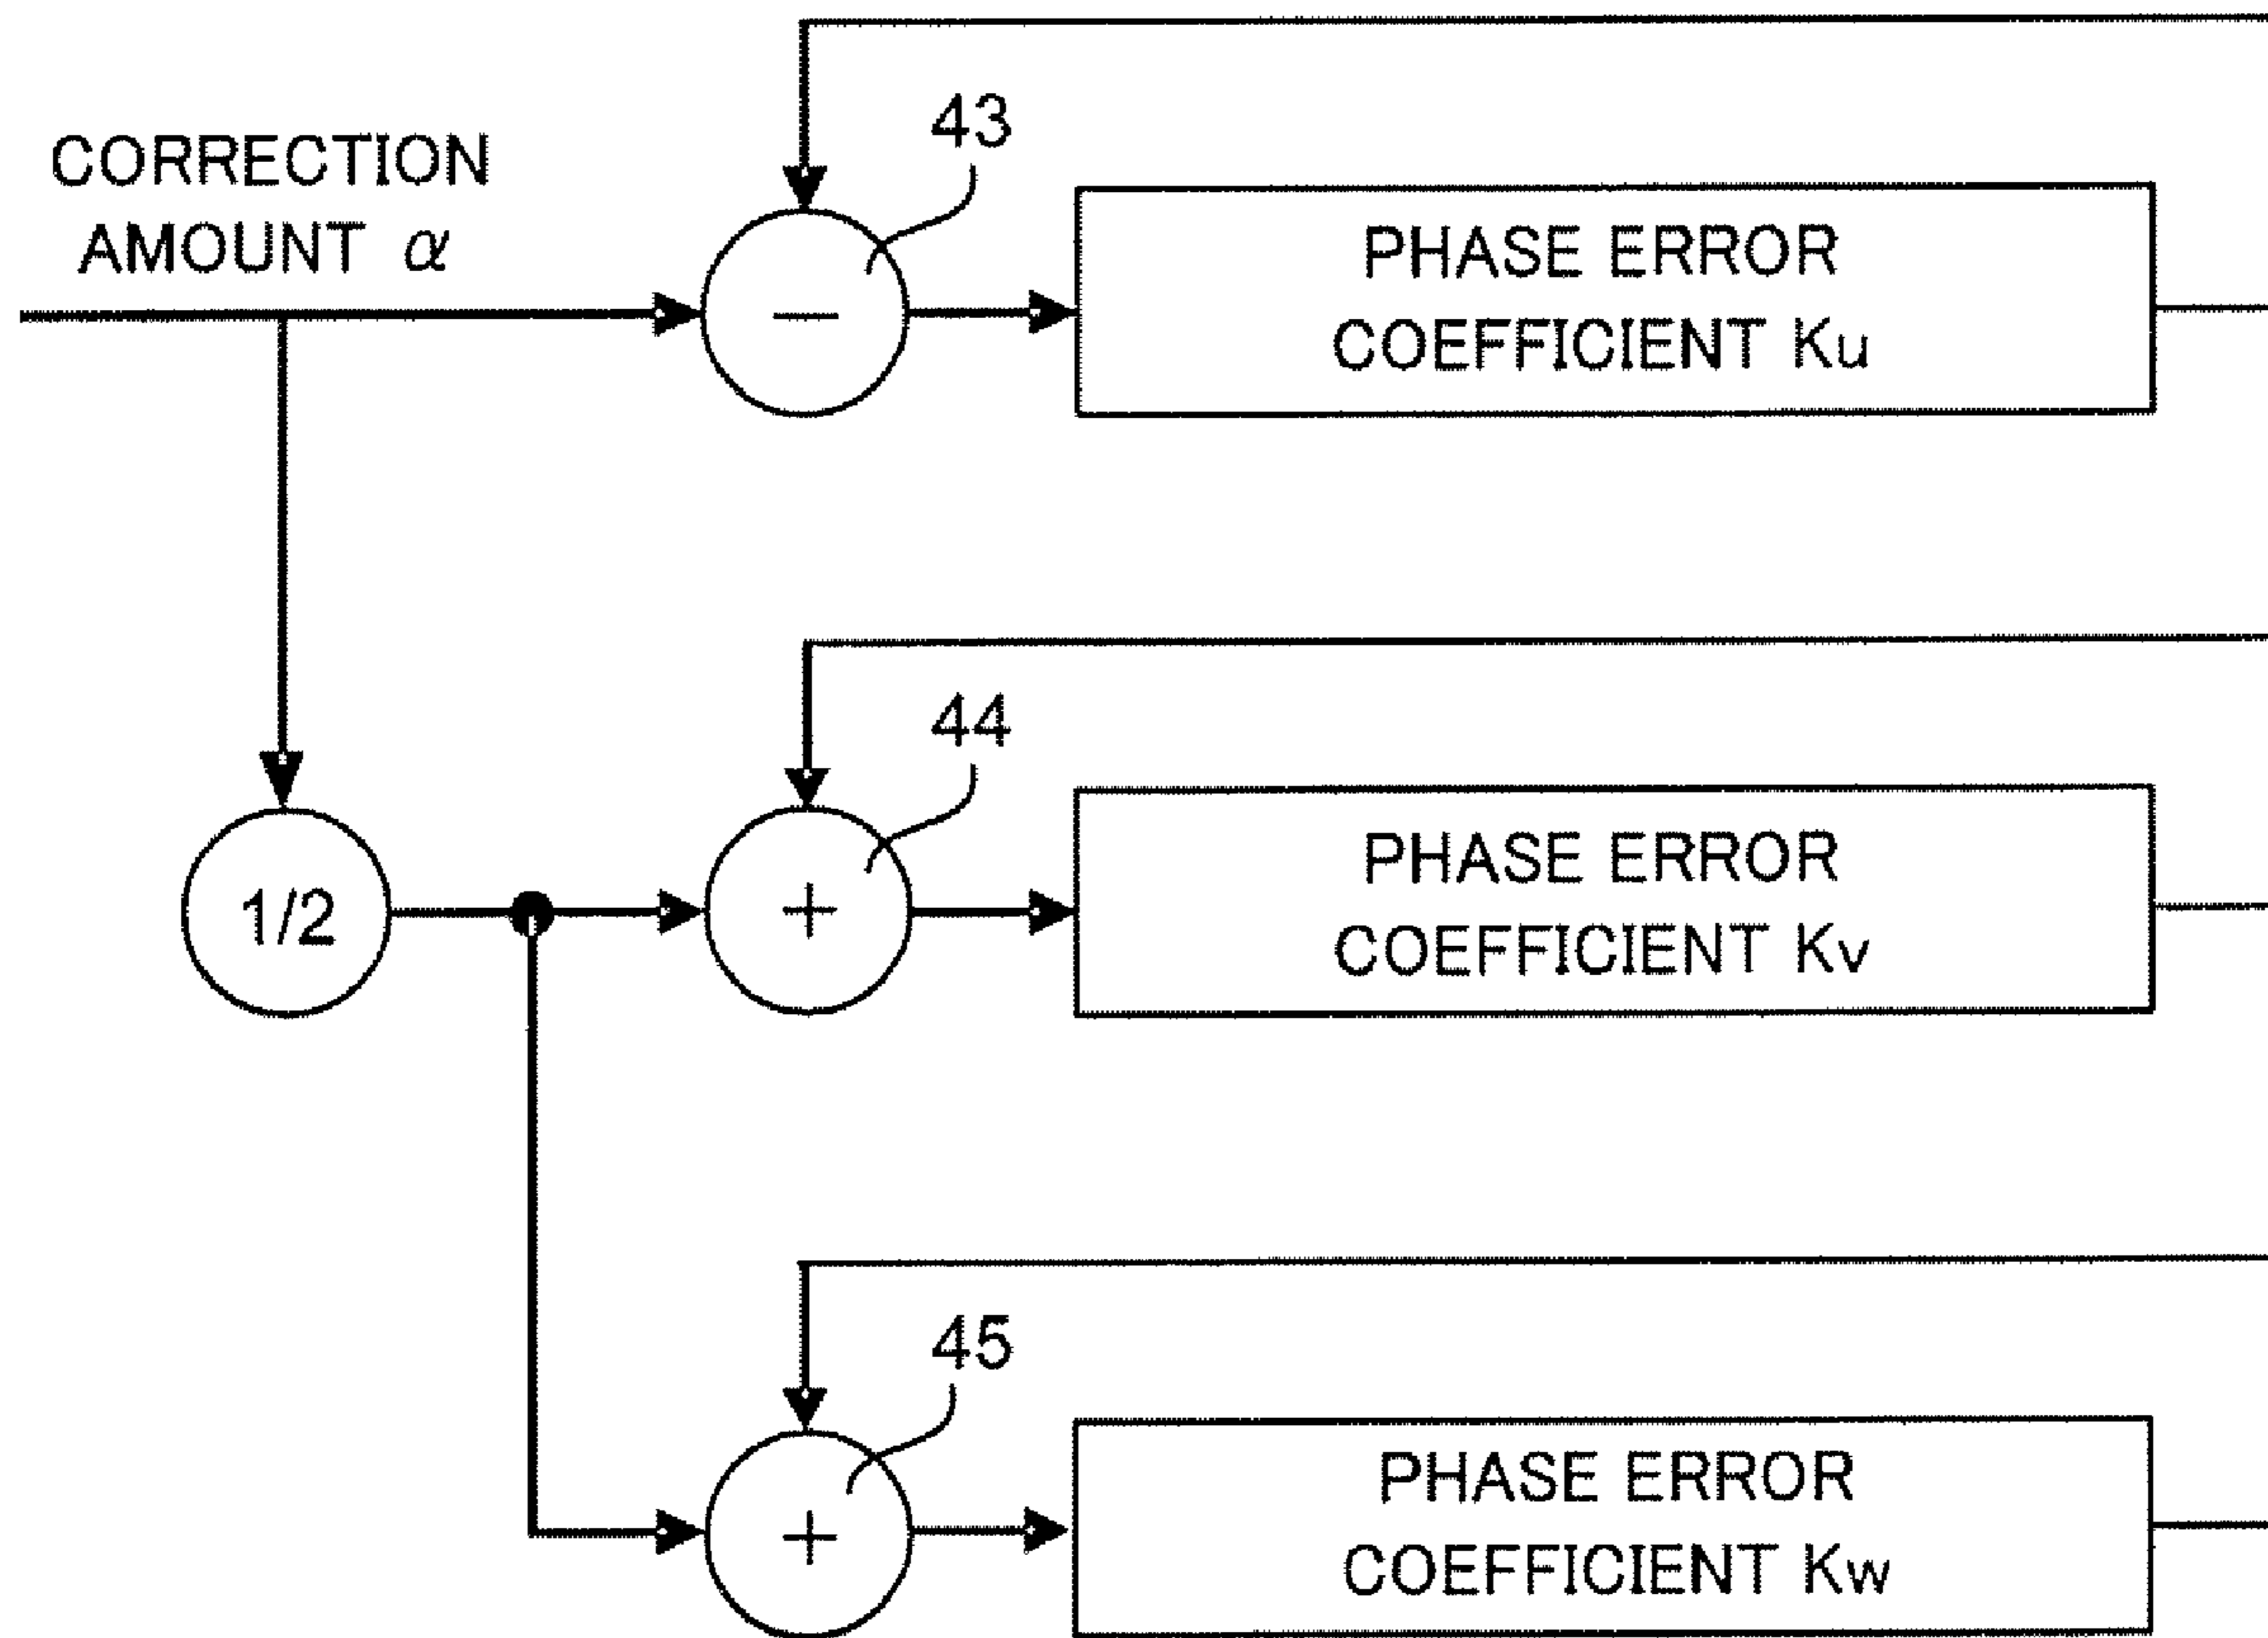 43
CORRECTION
AMOUNT α
−
PHASE ERROR
COEFFICIENT Ku
44
1/2
+
PHASE ERROR
COEFFICIENT Kv
45
+
PHASE ERROR
COEFFICIENT Kw